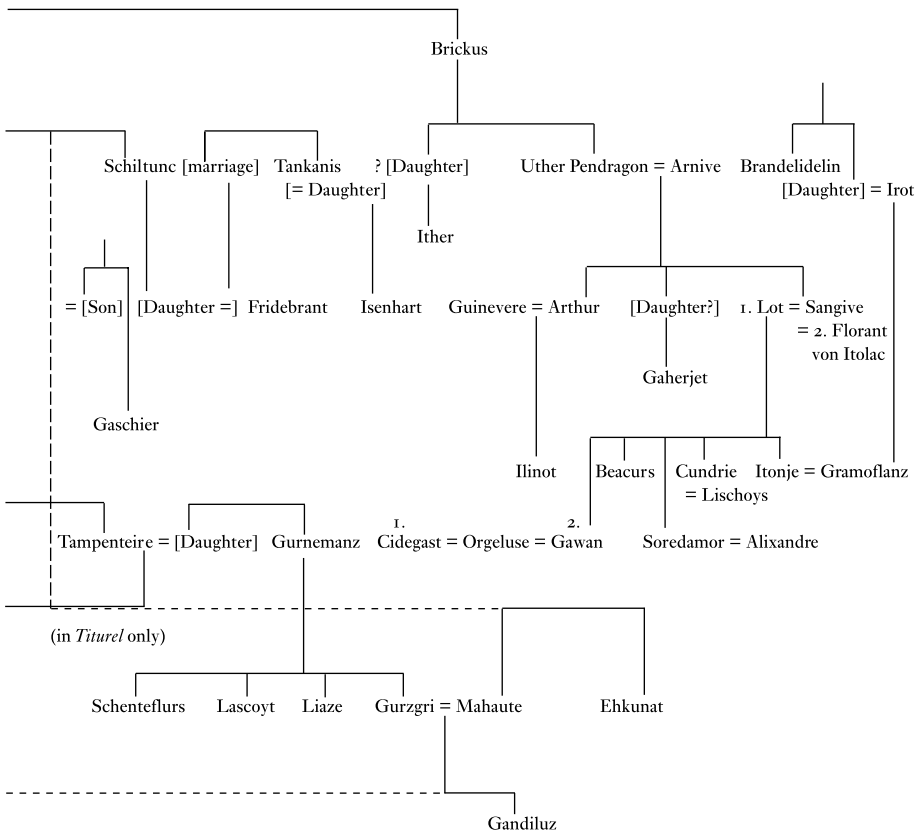 Brickus
Schiltunc [marriage] Tankanis ? [Daughter] Uther Pendragon = Arnive Brandelidelin
[= Daughter] [Daughter] = Irot
Ither
= [Son] [Daughter =] Fridebrant Isenhart Guinevere = Arthur [Daughter?] 1. Lot = Sangive
= 2. Florant
von Itolac
Gaherjet
Gaschier
Ilinot Beacurs Cundrie Itonje = Gramoflanz
= Lischoys
1. 2.
Tampenteire = [Daughter] Gurnemanz Cidegast = Orgeluse = Gawan Soredamor = Alixandre
(in Titurel only)
Schenteflurs Lascoyt Liaze Gurzgri = Mahaute Ehkunat
Gandiluz